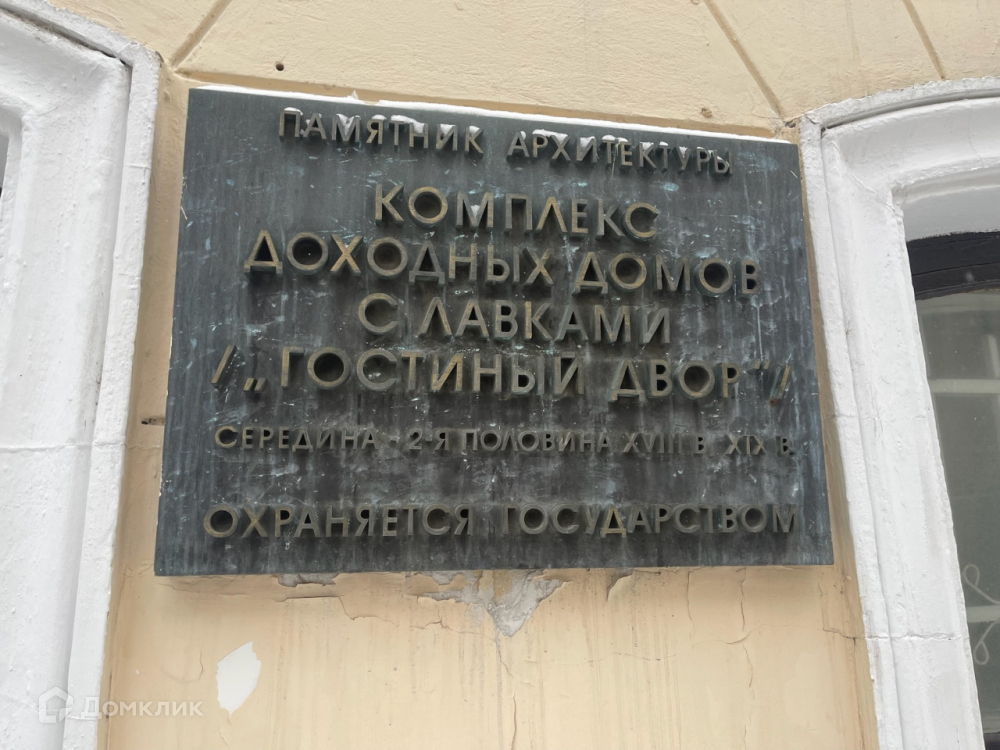 ПАМЯТНИК АРХИТЕКТУРЫ
КОМПЛЕКС
ДОХОДНЫХ ДОМОВ
С ЛАВКАМИ
/„ГОСТИНЫЙ ДВОР"/
СЕРЕДИНА - 2-Я ПОЛОВИНА XVIII В. XIX В.
ОХРАНЯЕТСЯ ГОСУДАРСТВОМ
ДОМКЛИК